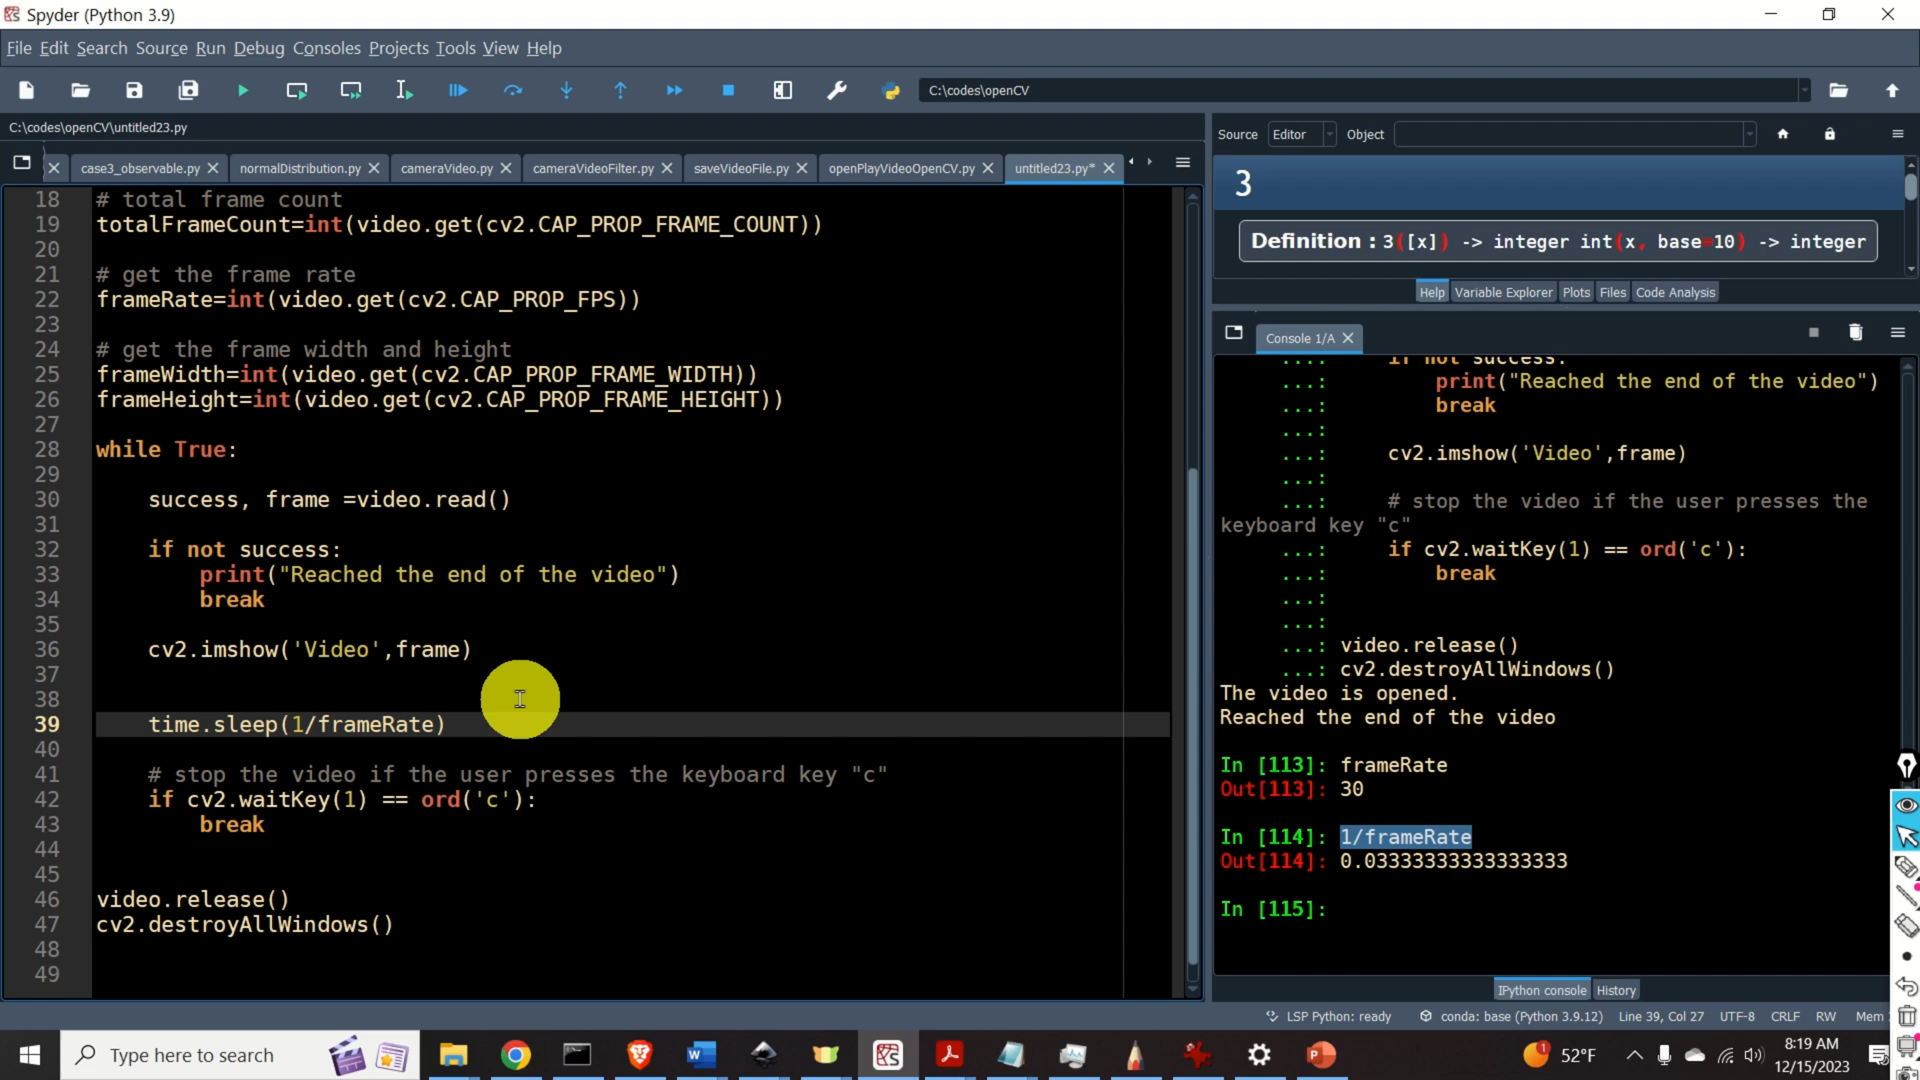 Spyder (Python 3.9)
File Edit Search Source Run Debug Consoles Projects Tools View Help
C:\codes\openCV
C:\codes\openCV\untitled23.py
case3_observable.py normalDistribution.py cameraVideo.py cameraVideoFilter.py saveVideoFile.py openPlayVideoOpenCV.py untitled23.py*
18 # total frame count
19 totalFrameCount=int(video.get(cv2.CAP_PROP_FRAME_COUNT))
20
21 # get the frame rate
22 frameRate=int(video.get(cv2.CAP_PROP_FPS))
23
24 # get the frame width and height
25 frameWidth=int(video.get(cv2.CAP_PROP_FRAME_WIDTH))
26 frameHeight=int(video.get(cv2.CAP_PROP_FRAME_HEIGHT))
27
28 while True:
29
30 success, frame =video.read()
31
32 if not success:
33 print("Reached the end of the video")
34 break
35
36 cv2.imshow('Video',frame)
37
38
39 time.sleep(1/frameRate)
40
41 # stop the video if the user presses the keyboard key "c"
42 if cv2.waitKey(1) == ord('c'):
43 break
44
45
46 video.release()
47 cv2.destroyAllWindows()
48
49
Source Editor Object
3
Definition : 3([x]) -> integer int(x, base=10) -> integer
Help Variable Explorer Plots Files Code Analysis
Console 1/A
...: if not success:
...: print("Reached the end of the video")
...: break
...:
...: cv2.imshow('Video',frame)
...:
...: # stop the video if the user presses the
keyboard key "c"
...: if cv2.waitKey(1) == ord('c'):
...: break
...:
...:
...: video.release()
...: cv2.destroyAllWindows()
The video is opened.
Reached the end of the video
In [113]: frameRate
Out[113]: 30
In [114]: 1/frameRate
Out[114]: 0.03333333333333333
In [115]:
IPython console History
LSP Python: ready conda: base (Python 3.9.12) Line 39, Col 27 UTF-8 CRLF RW Mem
Type here to search
52°F
8:19 AM
12/15/2023